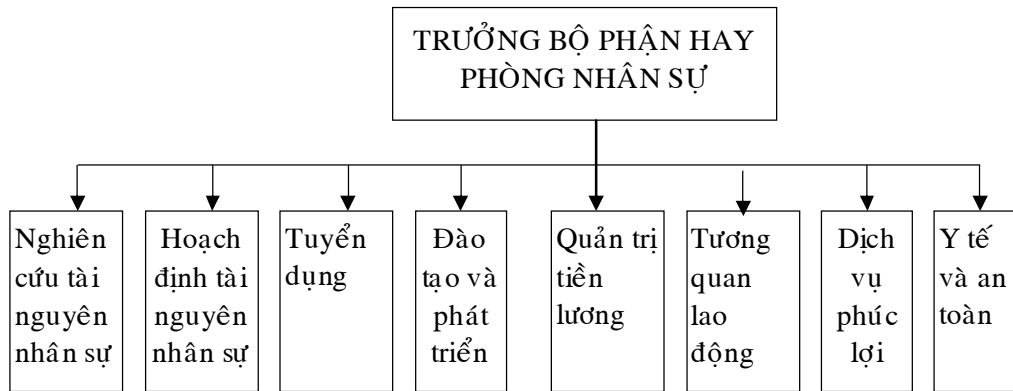 TRƯỞNG BỘ PHẬN HAY
PHÒNG NHÂN SỰ
Nghiên
cứu tài
nguyên
nhân sự
Hoạch
định tài
nguyên
nhân sự
Tuyển
dụng
Đào
tạo và
phát
triển
Quản trị
tiền
lương
Tương
quan
lao
động
Dịch
vụ
phúc
lợi
Y tế
và an
toàn